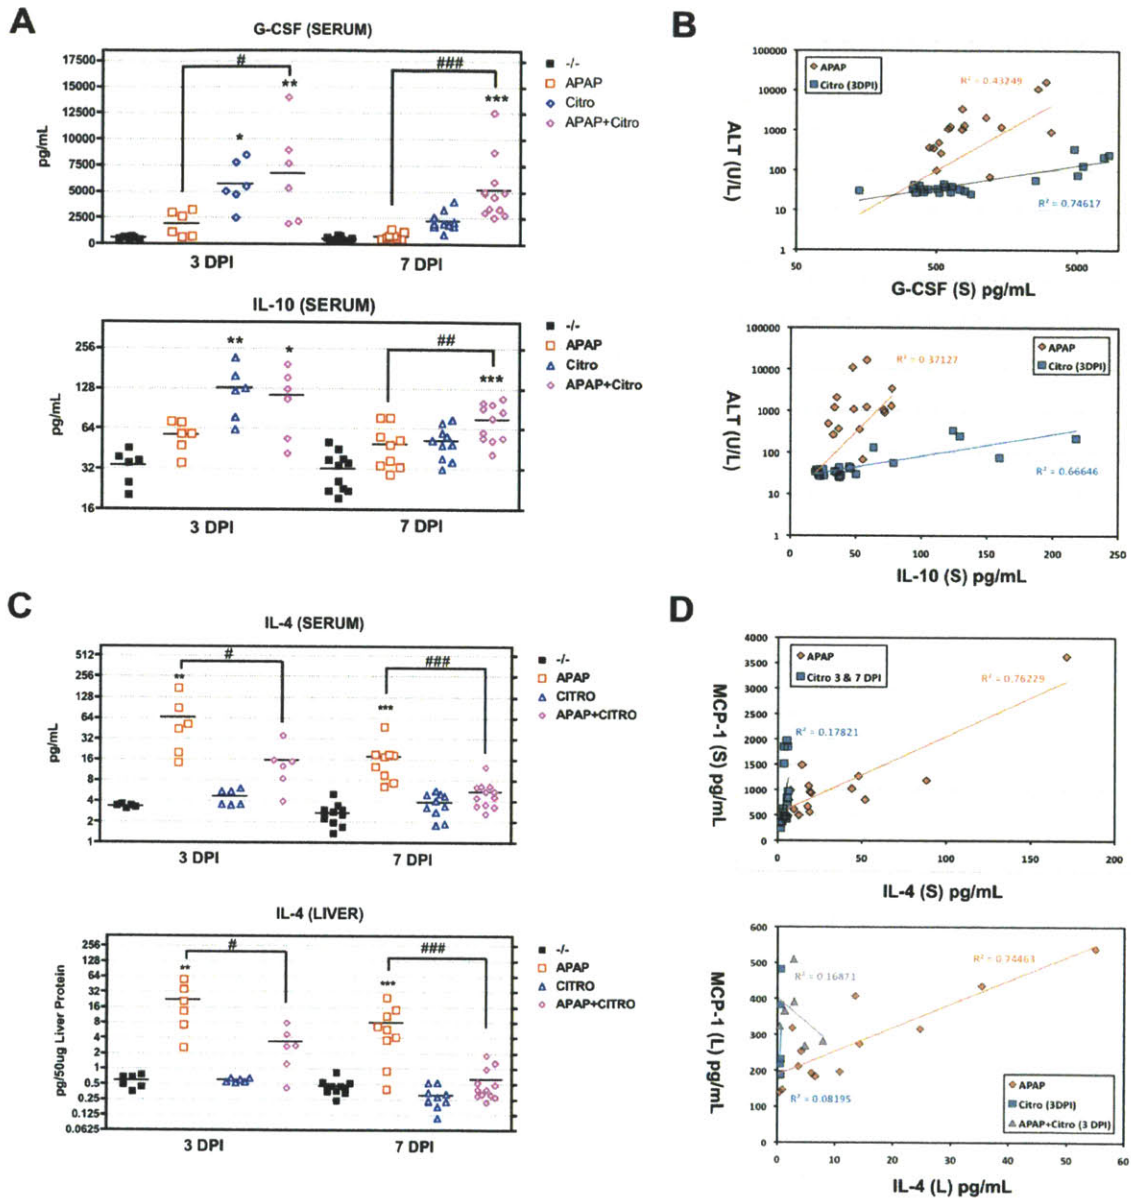 A
G-CSF (SERUM)
17500
15000
12500
10000
7500
5000
2500
0
pg/mL
#
**
*
###
***
3 DPI
7 DPI
-/-
APAP
Citro
APAP+Citro
IL-10 (SERUM)
256
128
64
32
16
pg/mL
**
*
##
***
3 DPI
7 DPI
-/-
APAP
Citro
APAP+Citro
B
100000
10000
1000
100
10
1
ALT (U/L)
APAP
Citro (3DPI)
R² = 0.43249
R² = 0.74617
50
500
5000
G-CSF (S) pg/mL
100000
10000
1000
100
10
1
ALT (U/L)
APAP
Citro (3DPI)
R² = 0.37127
R² = 0.66646
0
50
100
150
200
250
IL-10 (S) pg/mL
C
IL-4 (SERUM)
512
256
128
64
32
16
8
4
2
1
pg/mL
**
#
***
###
3 DPI
7 DPI
-/-
APAP
CITRO
APAP+CITRO
IL-4 (LIVER)
256
128
64
32
16
8
4
2
1
0.5
0.25
0.125
0.0625
pg/50ug Liver Protein
**
#
***
###
3 DPI
7 DPI
-/-
APAP
CITRO
APAP+CITRO
D
4000
3500
3000
2500
2000
1500
1000
500
0
MCP-1 (S) pg/mL
APAP
Citro 3 & 7 DPI
R² = 0.76229
R² = 0.17821
0
50
100
150
200
IL-4 (S) pg/mL
600
500
400
300
200
100
0
MCP-1 (L) pg/mL
R² = 0.74463
R² = 0.16871
R² = 0.08195
APAP
Citro (3DPI)
APAP+Citro (3 DPI)
0
10
20
30
40
50
60
IL-4 (L) pg/mL